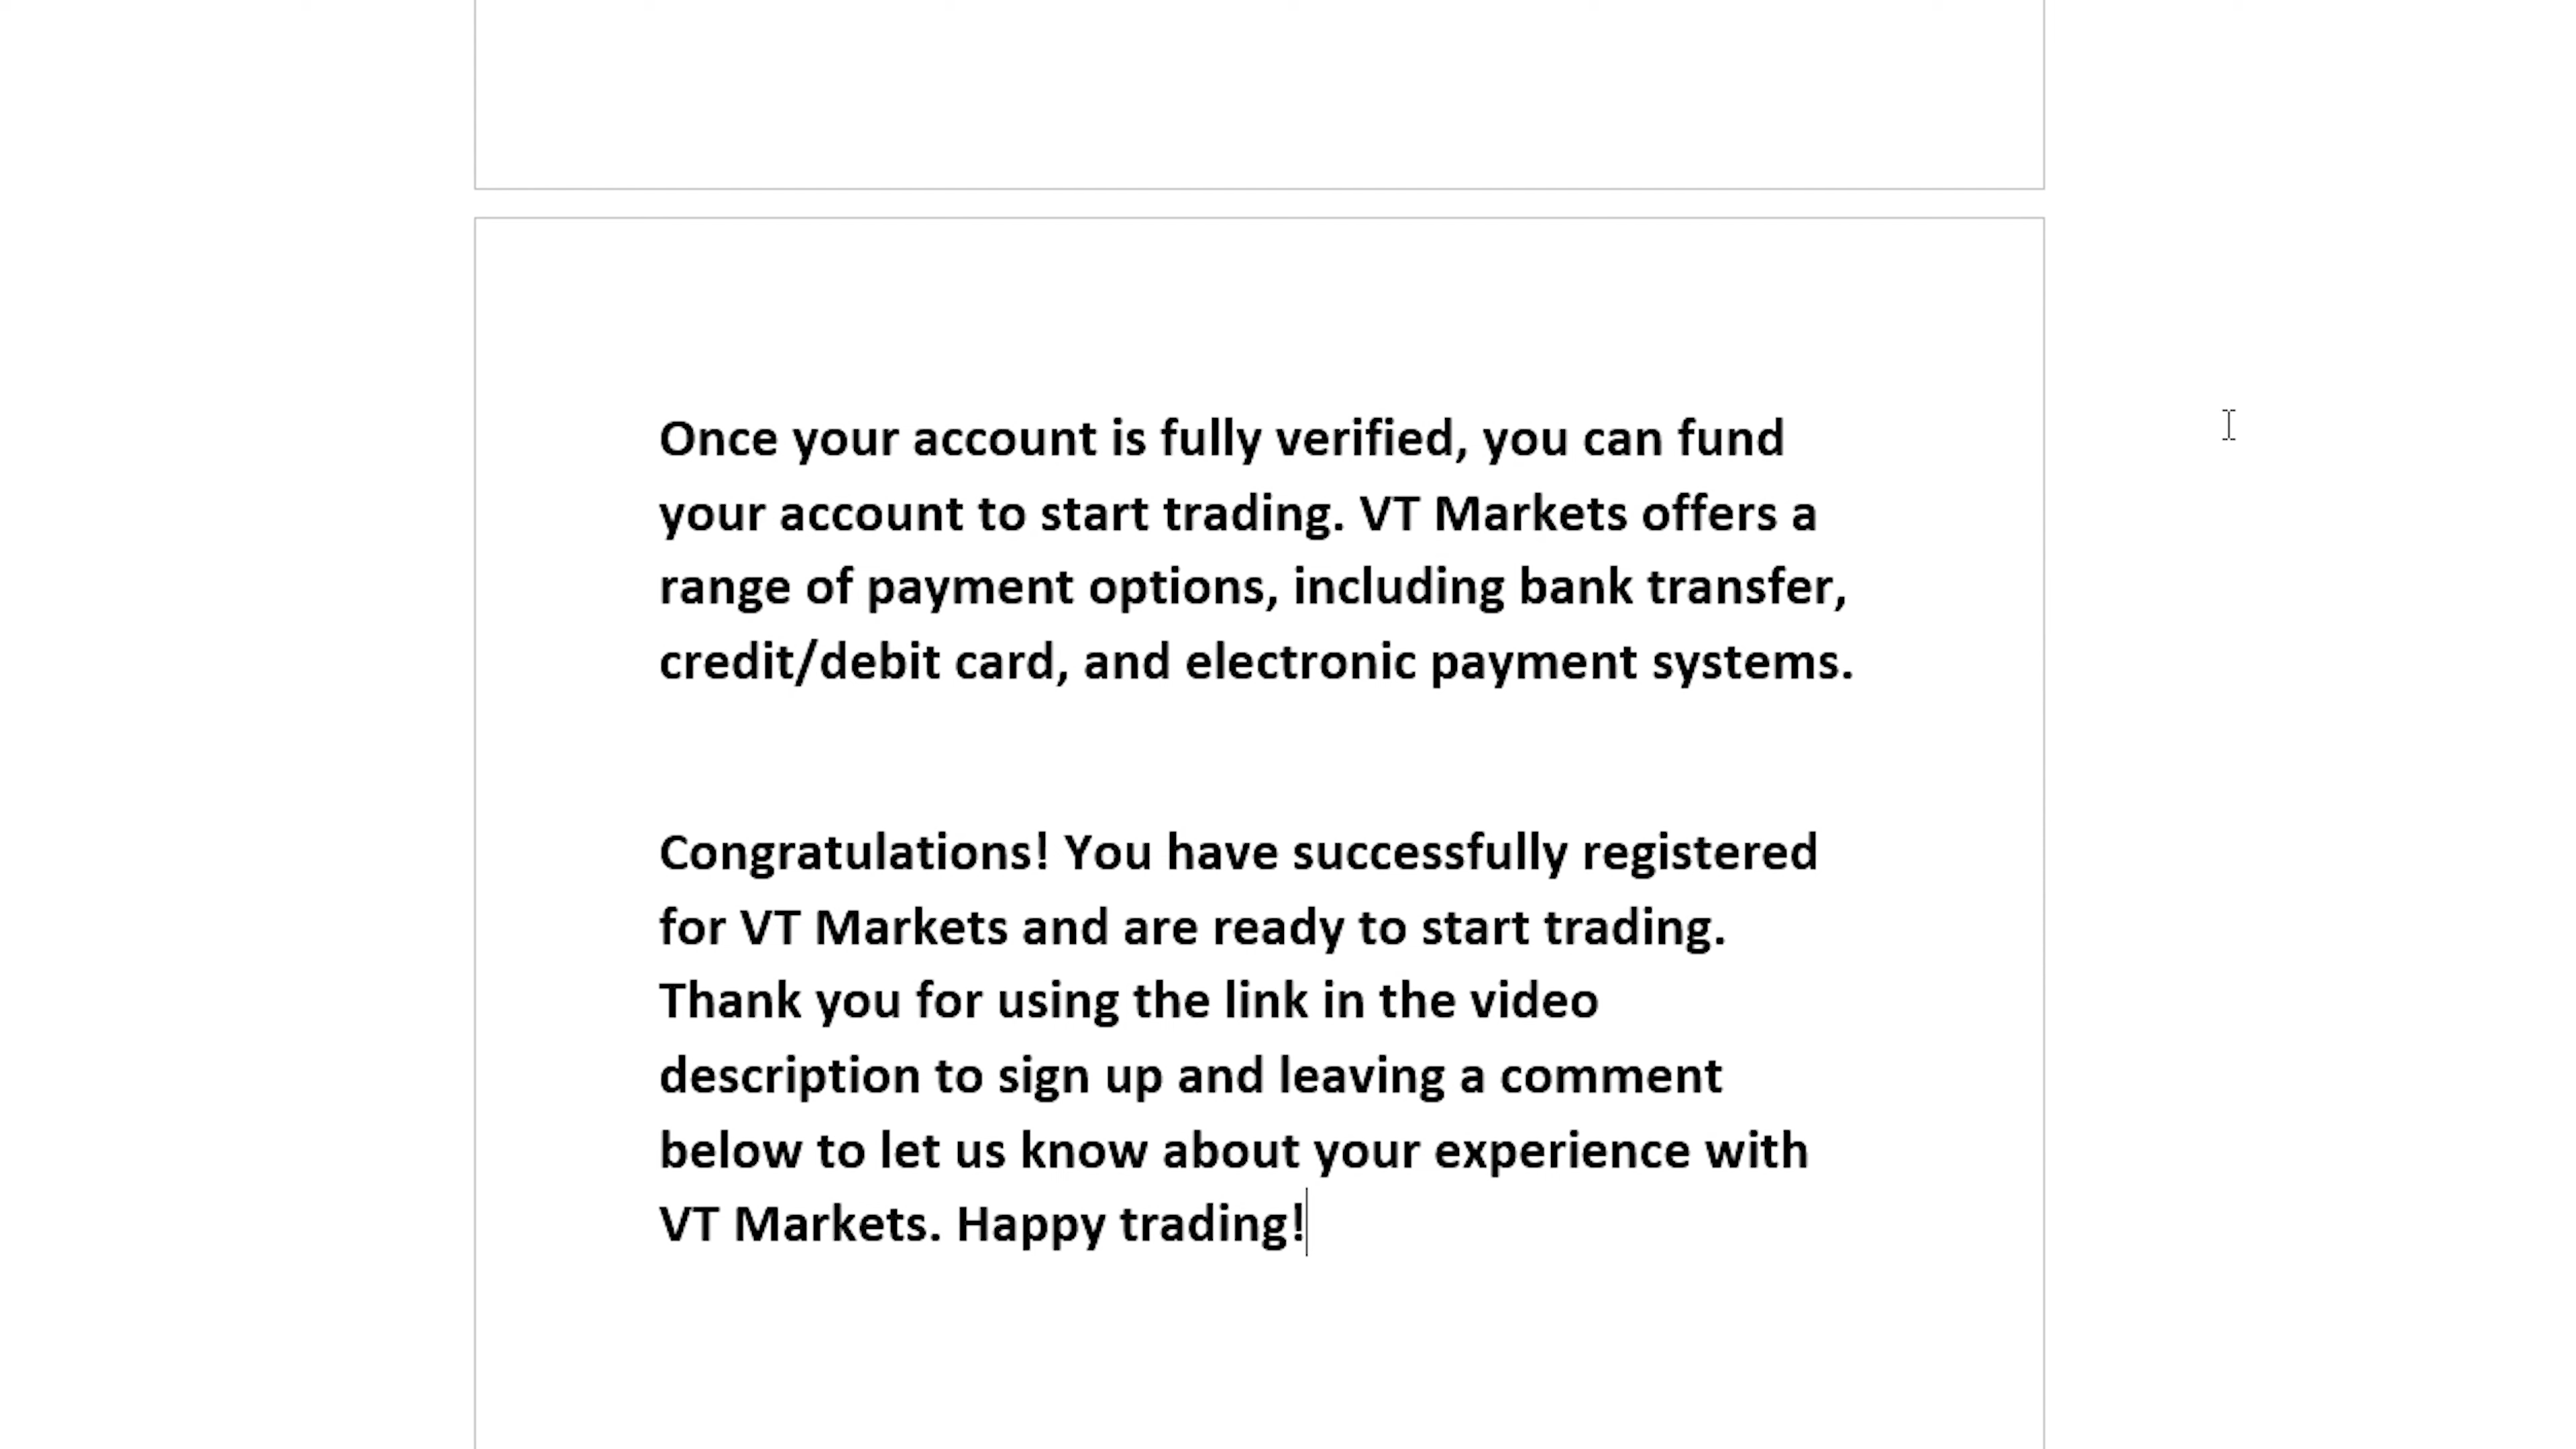 Once your account is fully verified, you can fund
your account to start trading. VT Markets offers a
range of payment options, including bank transfer,
credit/debit card, and electronic payment systems.
Congratulations! You have successfully registered
for VT Markets and are ready to start trading.
Thank you for using the link in the video
description to sign up and leaving a comment
below to let us know about your experience with
VT Markets. Happy trading!